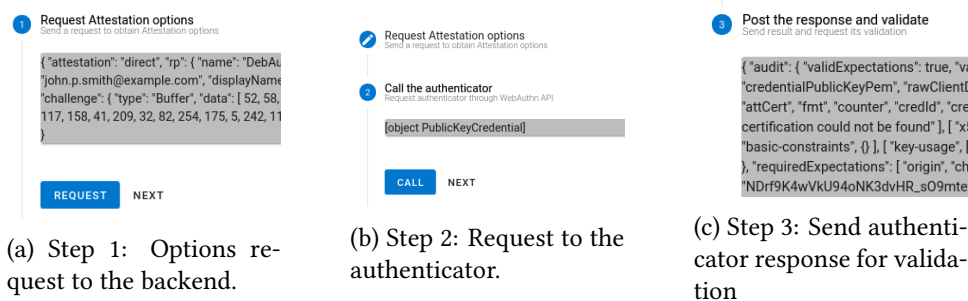 1
Request Attestation options
Send a request to obtain Attestation options
{ "attestation": "direct", "rp": { "name": "DebAu
"john.p.smith@example.com", "displayName
"challenge": { "type": "Buffer", "data": [ 52, 58,
117, 158, 41, 209, 32, 82, 254, 175, 5, 242, 11
}
REQUEST NEXT
(a) Step 1: Options re-
quest to the backend.
Request Attestation options
Send a request to obtain Attestation options
2
Call the authenticator
Request authenticator through WebAuthn API
[object PublicKeyCredential]
CALL NEXT
(b) Step 2: Request to the
authenticator.
3
Post the response and validate
Send result and request its validation
{ "audit": { "validExpectations": true, "va
"credentialPublicKeyPem", "rawClientD
"attCert", "fmt", "counter", "credId", "cre
certification could not be found" ], [ "x5
"basic-constraints", {} ], [ "key-usage", [
}, "requiredExpectations": [ "origin", "ch
"NDrf9K4wVkU94oNK3dvHR_sO9mte
(c) Step 3: Send authenti-
cator response for valida-
tion